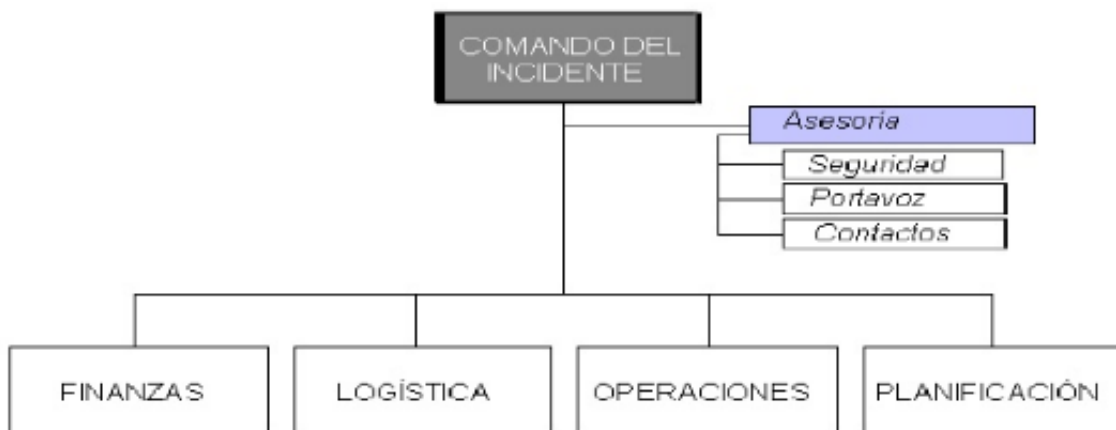 COMANDO DEL
INCIDENTE
Asesoria
Seguridad
Portavoz
Contactos
FINANZAS
LOGÍSTICA
OPERACIONES
PLANIFICACIÓN